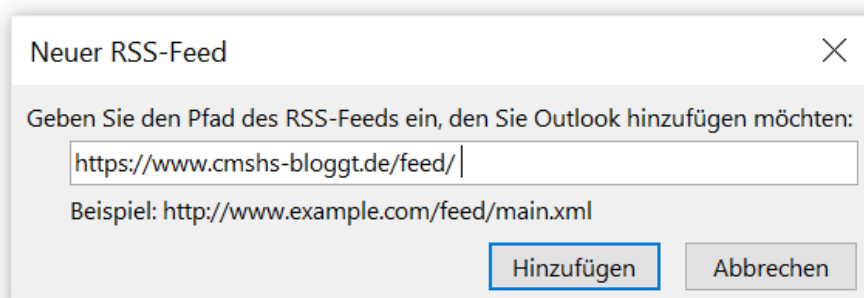 Neuer RSS-Feed
Geben Sie den Pfad des RSS-Feeds ein, den Sie Outlook hinzufügen möchten:
https://www.cmshs-bloggt.de/feed/
Beispiel: http://www.example.com/feed/main.xml
Hinzufügen Abbrechen